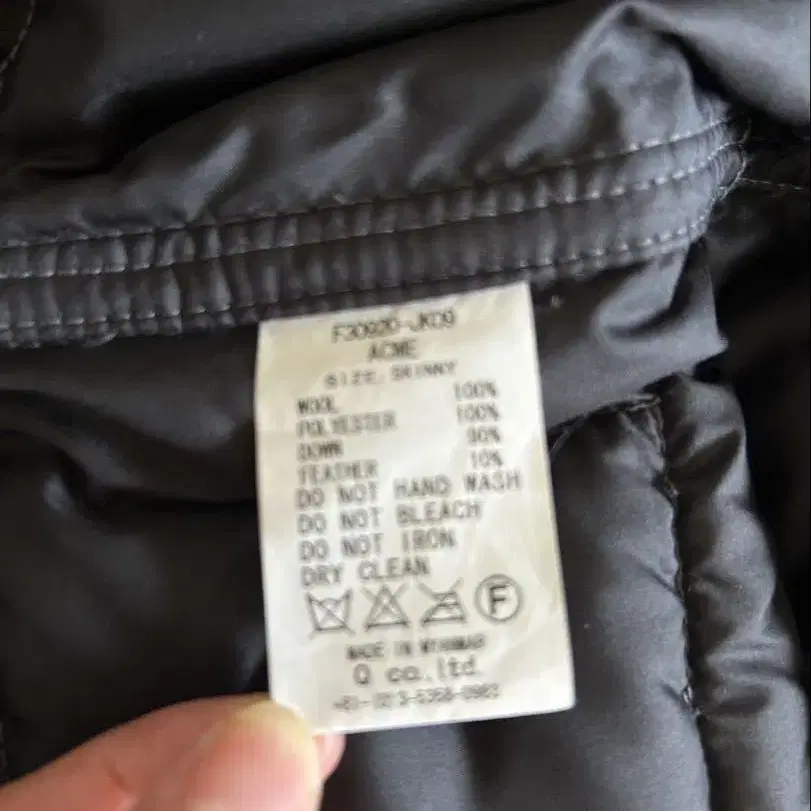 F20920-JK09
ACME
SIZE. SKINNY
WOOL 100%
POLYESTER 100%
DOWN 90%
FEATHER 10%
DO NOT HAND WASH
DO NOT BLEACH
DO NOT IRON
DRY CLEAN
F
MADE IN MYANMAR
Q co.,ltd.